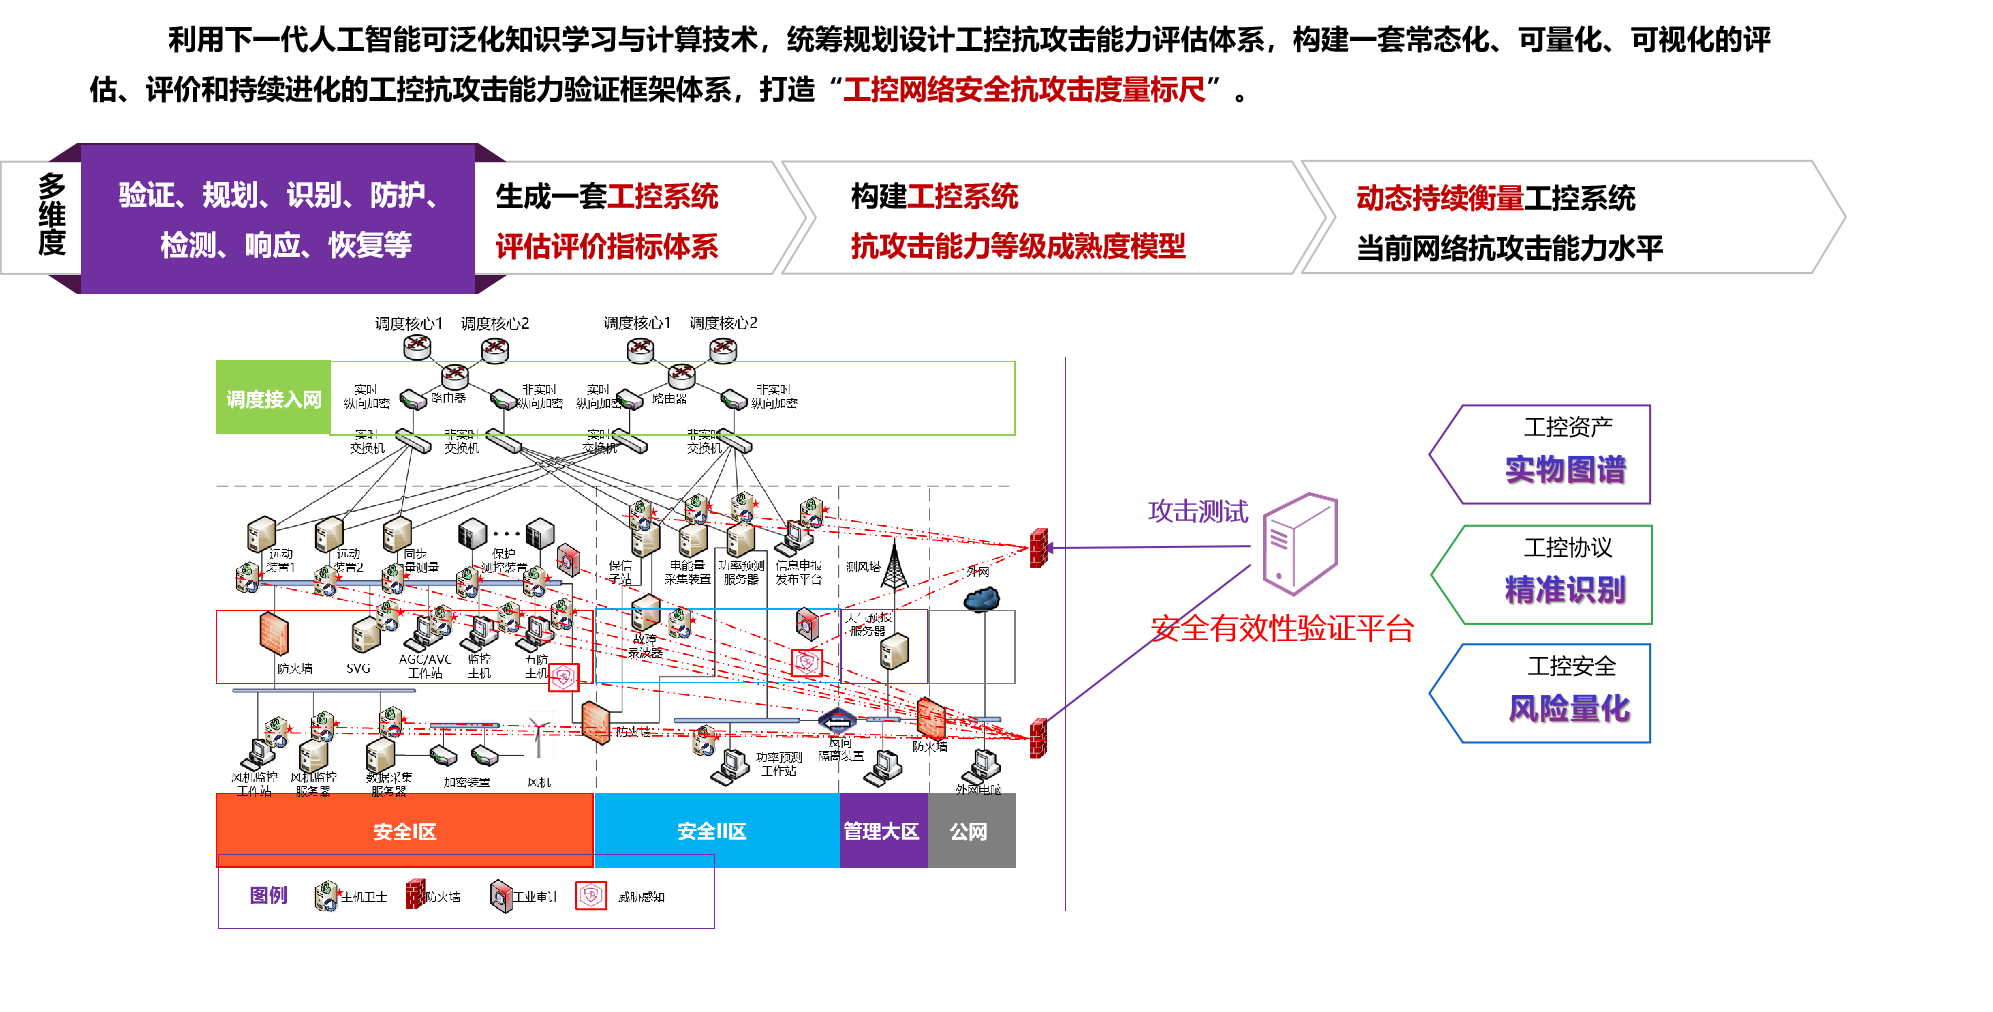 利用下一代人工智能可泛化知识学习与计算技术，统筹规划设计工控抗攻击能力评估体系，构建一套常态化、可量化、可视化的评
估、评价和持续进化的工控抗攻击能力验证框架体系，打造“工控网络安全抗攻击度量标尺”。
多维度
验证、规划、识别、防护、
检测、响应、恢复等
生成一套工控系统
评估评价指标体系
构建工控系统
抗攻击能力等级成熟度模型
动态持续衡量工控系统
当前网络抗攻击能力水平
调度核心1
调度核心2
调度核心1
调度核心2
调度接入网
实时
纵向加密
路由器
非实时
纵向加密
实时
纵向加密
路由器
非实时
纵向加密
实时
交换机
非实时
交换机
实时
交换机
非实时
交换机
远动
装置1
远动
装置2
同步
量测量
保护
测控装置
保信
子站
电能量
采集装置
功率预测
服务器
信息申报
发布平台
测风塔
外网
防火墙
SVG
AGC/AVC
工作站
监控
主机
五防
主机
故障
录波器
服务器
风机监控
工作站
风机监控
服务器
数据采集
服务器
加密装置
风机
防火墙
功率预测
工作站
反向
隔离装置
防火墙
外网电脑
安全I区
安全II区
管理大区
公网
图例
主机卫士
防火墙
工业审计
威胁感知
攻击测试
安全有效性验证平台
工控资产
实物图谱
工控协议
精准识别
工控安全
风险量化